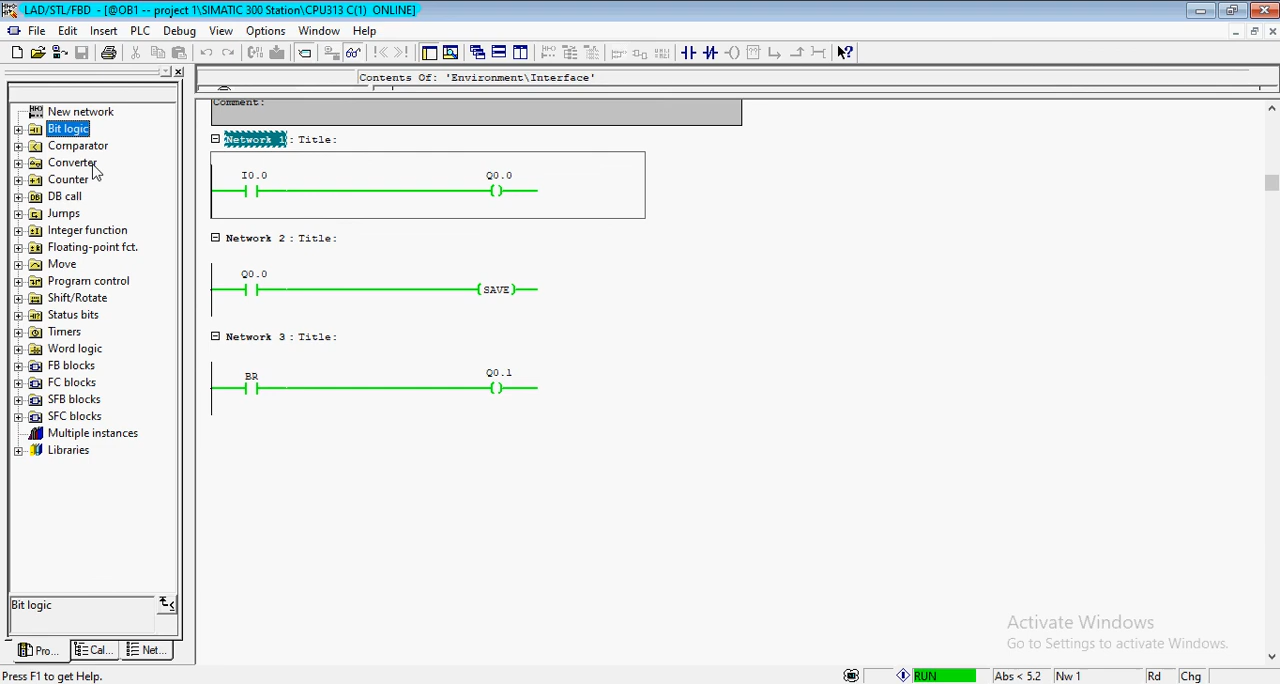 LAD/STL/FBD - [@OB1 -- project 1\SIMATIC 300 Station\CPU313 C(1) ONLINE]
File Edit Insert PLC Debug View Options Window Help
Contents Of: 'Environment\Interface'
New network
Bit logic
Comparator
Converter
Counter
DB call
Jumps
Integer function
Floating-point fct.
Move
Program control
Shift/Rotate
Status bits
Timers
Word logic
FB blocks
FC blocks
SFB blocks
SFC blocks
Multiple instances
Libraries
Bit logic
Pro... Cal... Net...
Comment:
Network 1: Title:
I0.0 Q0.0
Network 2 : Title:
Q0.0
(SAVE)
Network 3 : Title:
BR Q0.1
Activate Windows
Go to Settings to activate Windows.
Press F1 to get Help.
RUN Abs < 5.2 Nw 1 Rd Chg